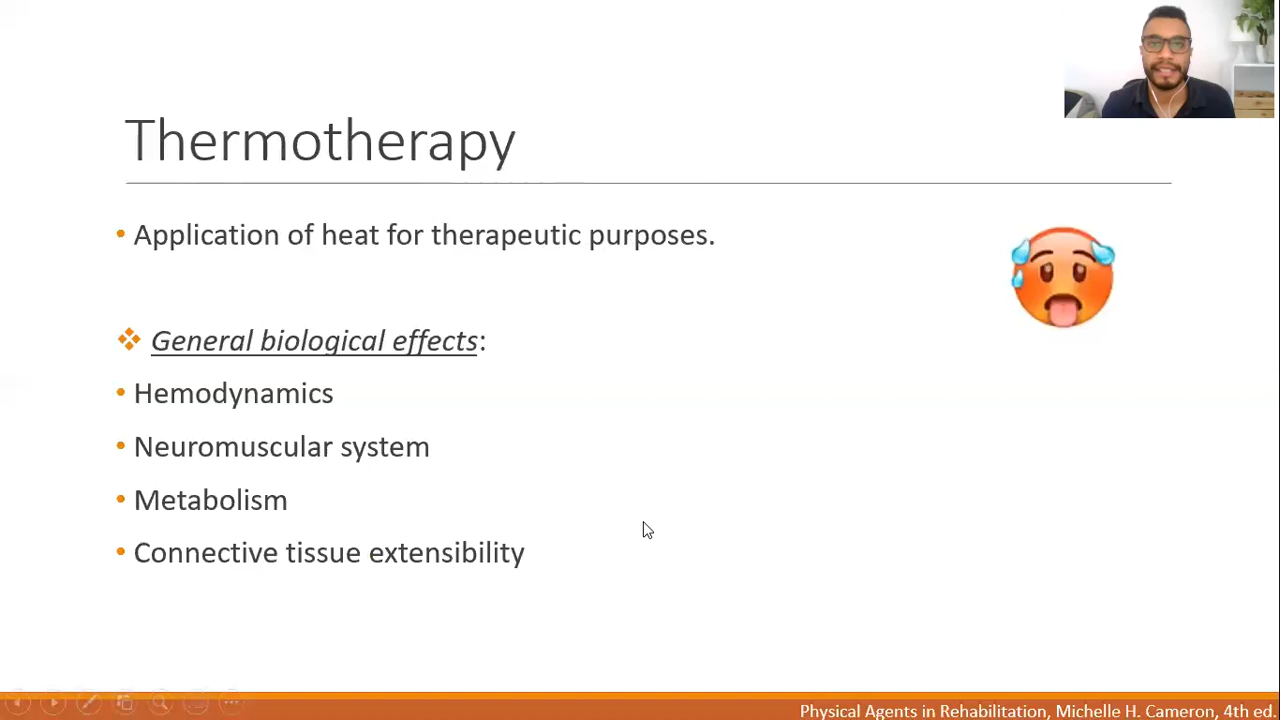 Thermotherapy
• Application of heat for therapeutic purposes.
❖ General biological effects:
• Hemodynamics
• Neuromuscular system
• Metabolism
• Connective tissue extensibility
Physical Agents in Rehabilitation, Michelle H. Cameron, 4th ed.